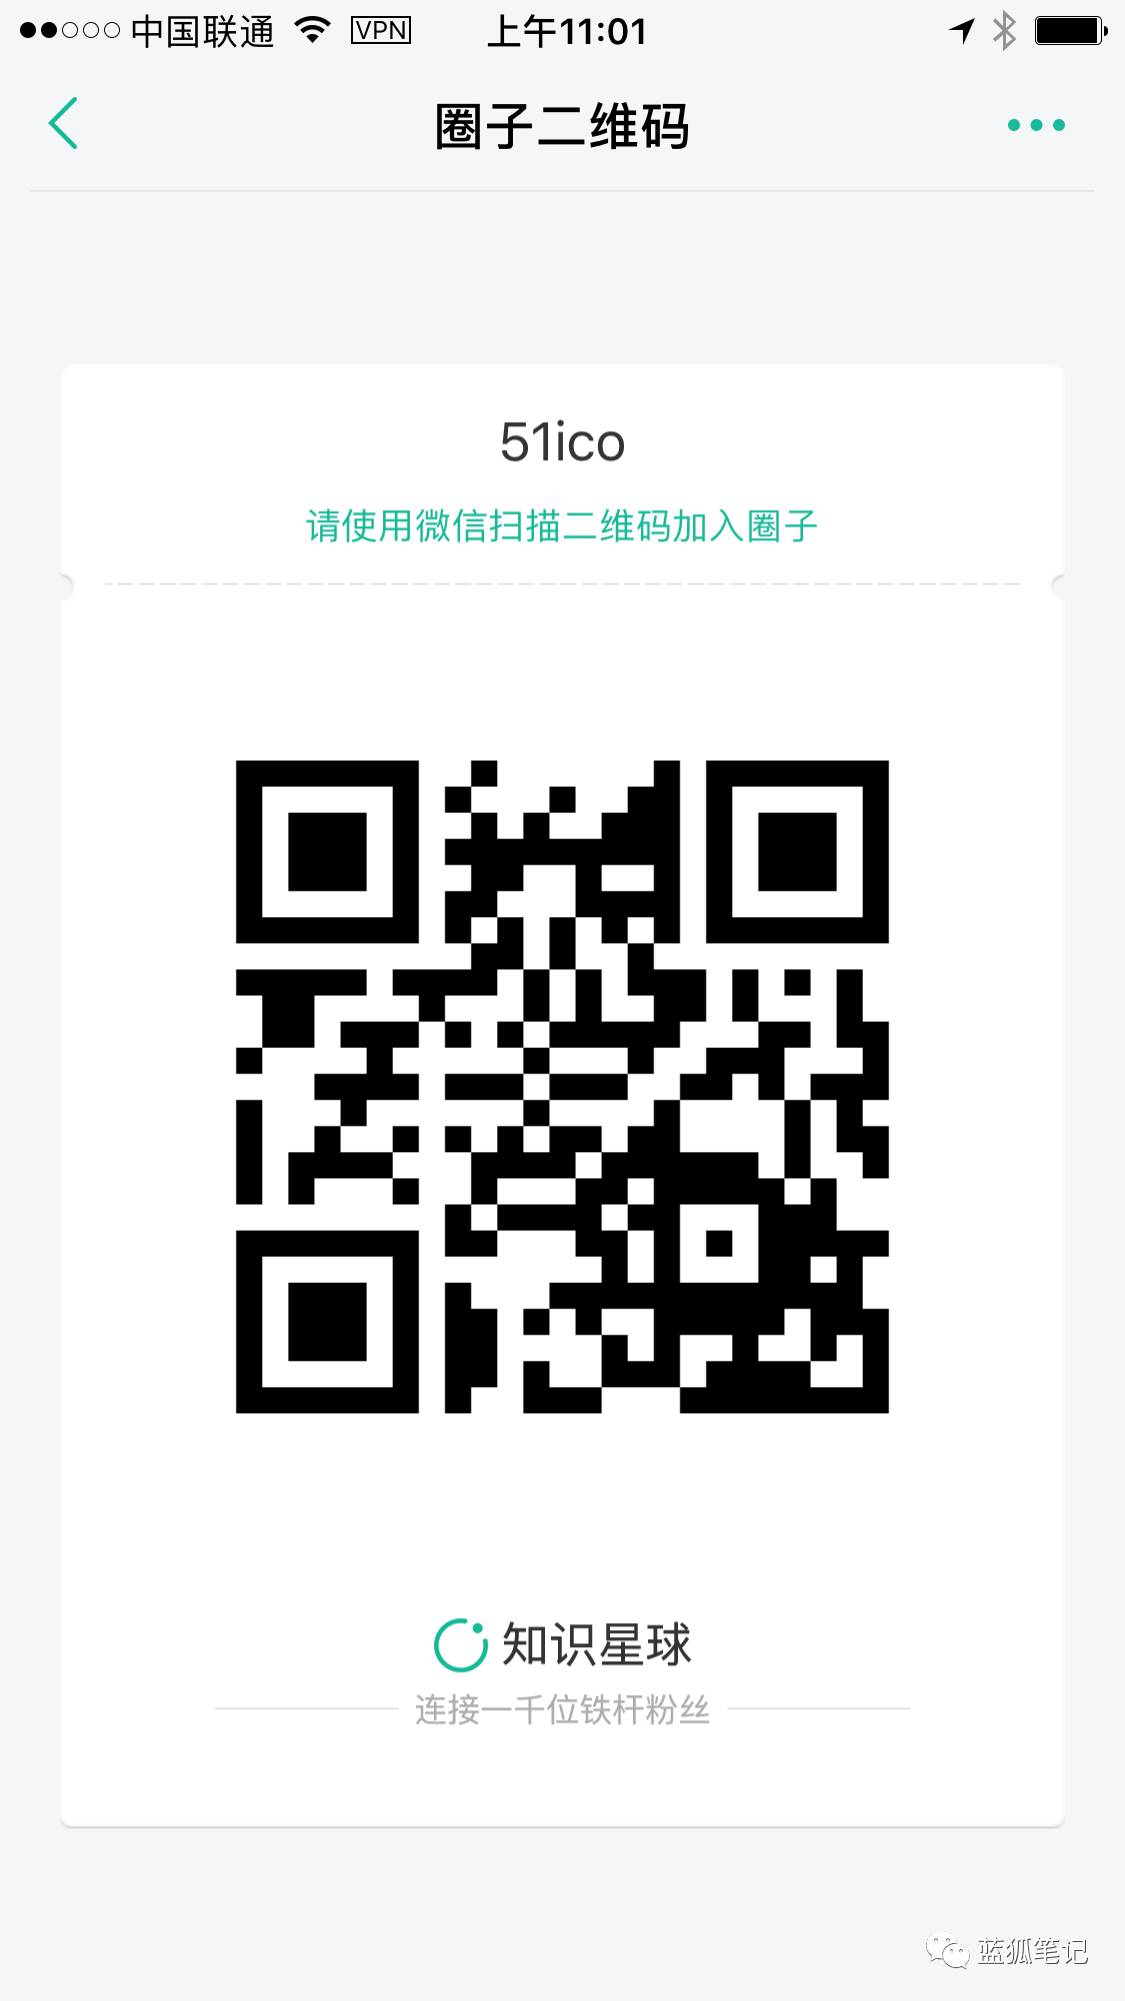 中国联通 VPN 上午11:01
圈子二维码
51ico
请使用微信扫描二维码加入圈子
知识星球
连接一千位铁杆粉丝
蓝狐笔记